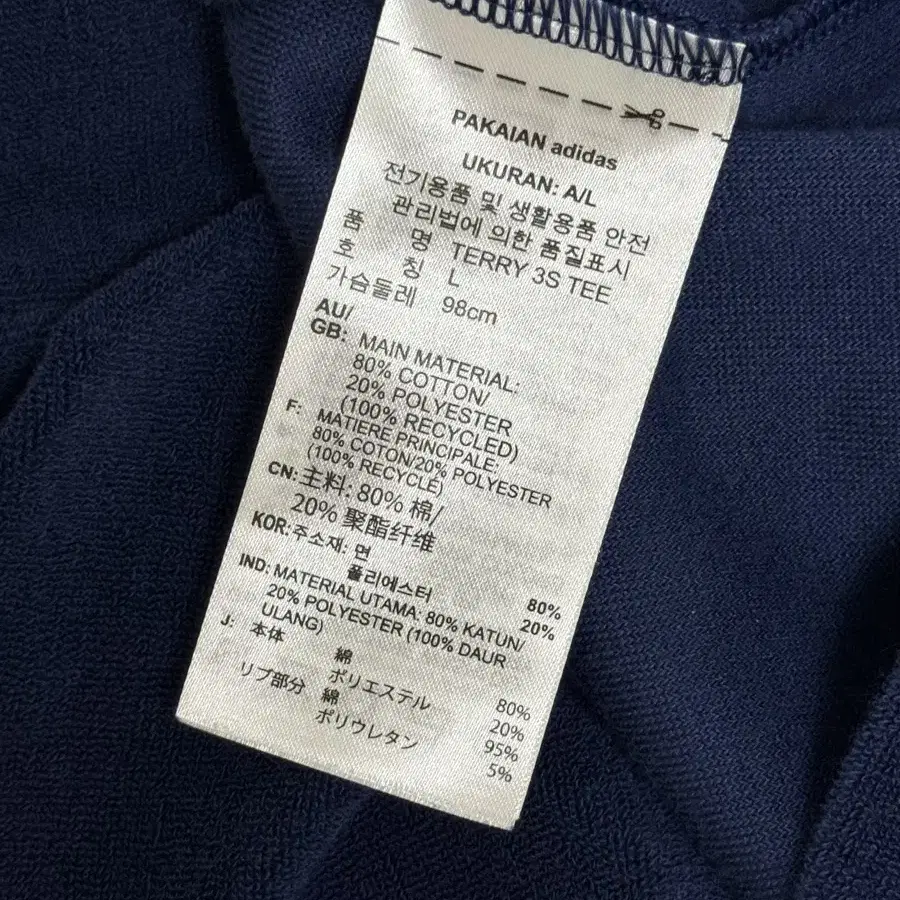 PAKAIAN adidas
UKURAN: A/L
전기용품 및 생활용품 안전
관리법에 의한 품질표시
품 명 TERRY 3S TEE
호 칭 L
가슴둘레 98cm
AU/
GB: MAIN MATERIAL:
80% COTTON/
20% POLYESTER
(100% RECYCLED)
F: MATIERE PRINCIPALE:
80% COTON/20% POLYESTER
(100% RECYCLÉ)
CN: 主料: 80% 棉/
20% 聚酯纤维
KOR: 주소재: 면 80%
폴리에스터 20%
IND: MATERIAL UTAMA: 80% KATUN/
20% POLYESTER (100% DAUR
ULANG)
J: 本体 綿 80%
ポリエステル 20%
リブ部分 綿 95%
ポリウレタン 5%